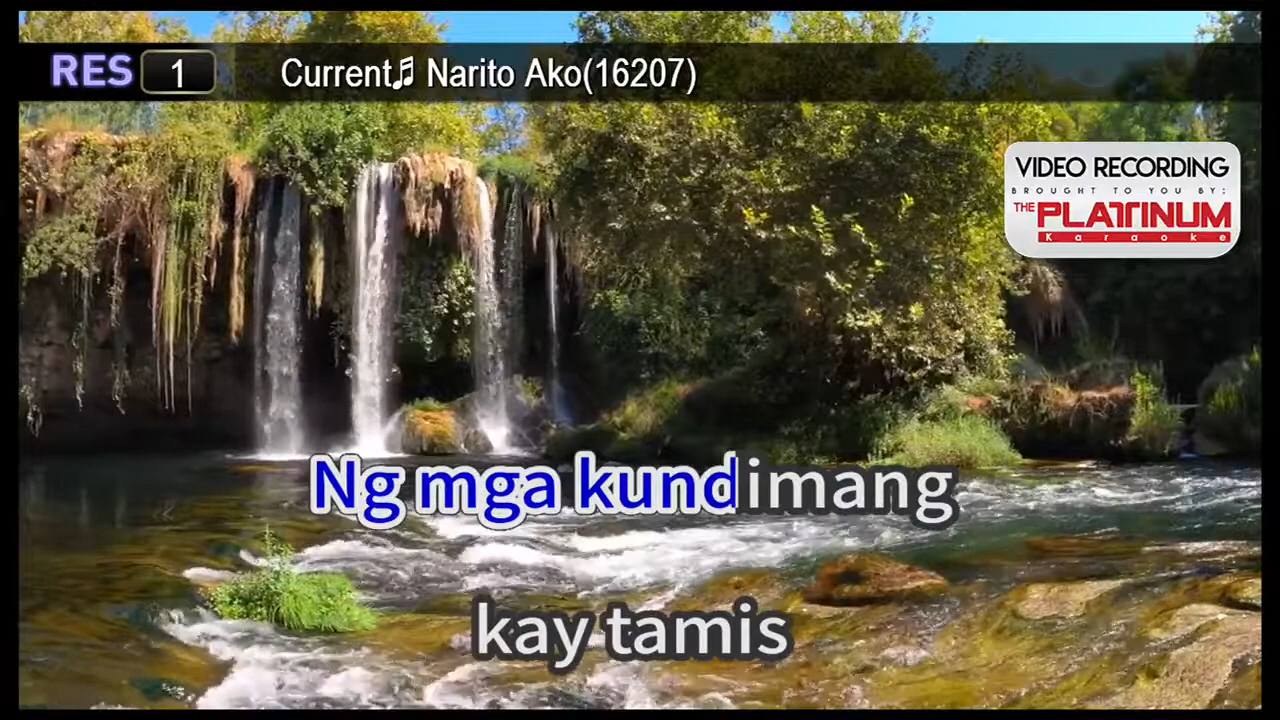 RES 1 Current♬ Narito Ako(16207)
VIDEO RECORDING
BROUGHT TO YOU BY:
THE PLATINUM
Karaoke
Ng mga kundimang
kay tamis